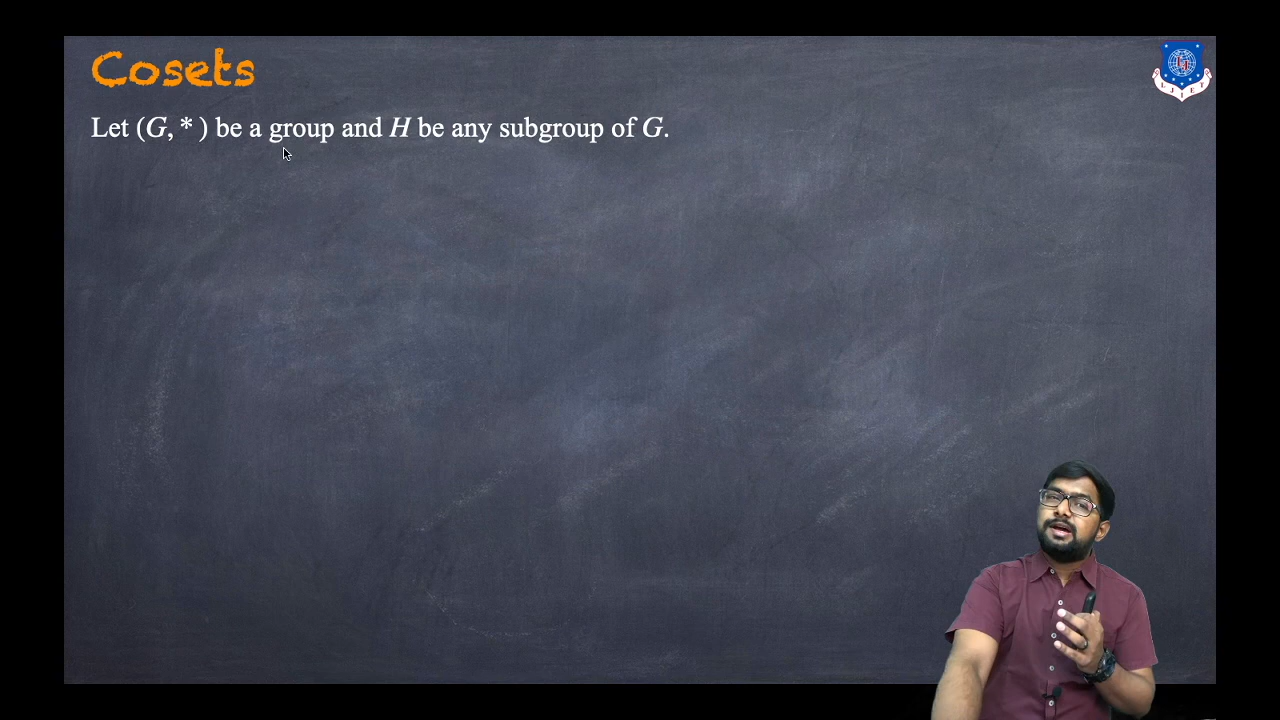 Cosets
Let (G, * ) be a group and H be any subgroup of G.
L J I E T